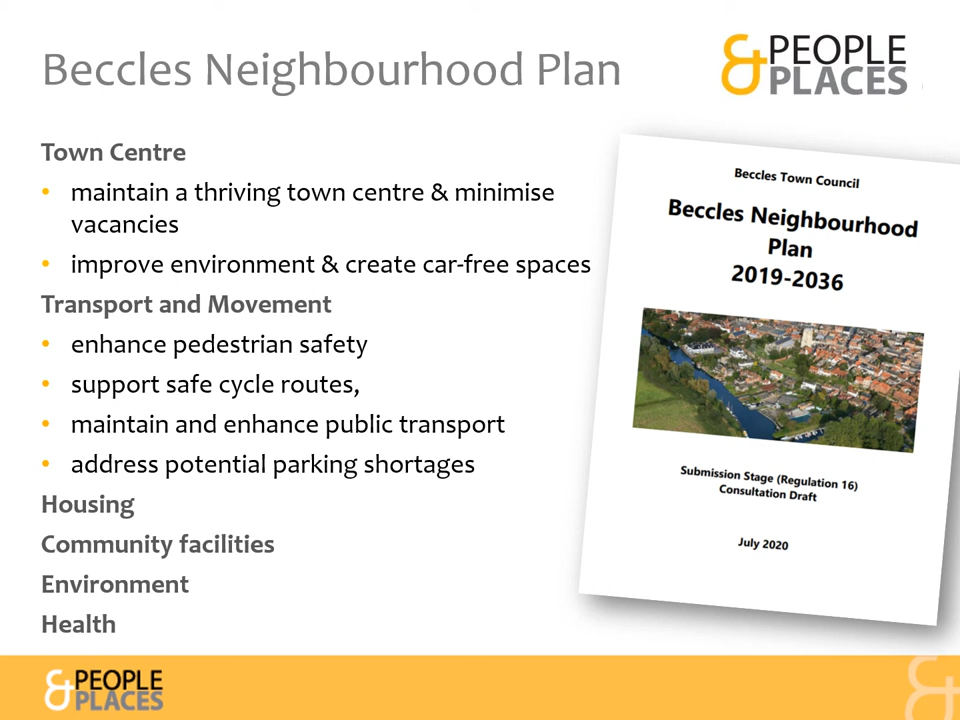 Beccles Neighbourhood Plan
& PEOPLE
PLACES
Town Centre
• maintain a thriving town centre & minimise
vacancies
• improve environment & create car-free spaces
Transport and Movement
• enhance pedestrian safety
• support safe cycle routes,
• maintain and enhance public transport
• address potential parking shortages
Housing
Community facilities
Environment
Health
Beccles Town Council
Beccles Neighbourhood
Plan
2019-2036
Submission Stage (Regulation 16)
Consultation Draft
July 2020
& PEOPLE
PLACES